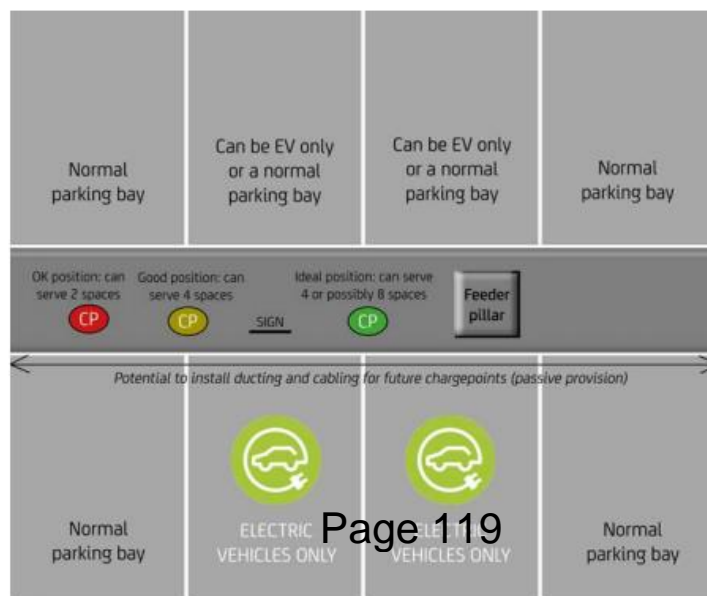 Normal
parking bay
Can be EV only
or a normal
parking bay
Can be EV only
or a normal
parking bay
Normal
parking bay
OK position: can
serve 2 spaces
CP
Good position: can
serve 4 spaces
CP
SIGN
Ideal position: can serve
4 or possibly 8 spaces
CP
Feeder
pillar
Potential to install ducting and cabling for future chargepoints (passive provision)
Normal
parking bay
ELECTRIC
VEHICLES ONLY
ELECTRIC
VEHICLES ONLY
Normal
parking bay
Page 119